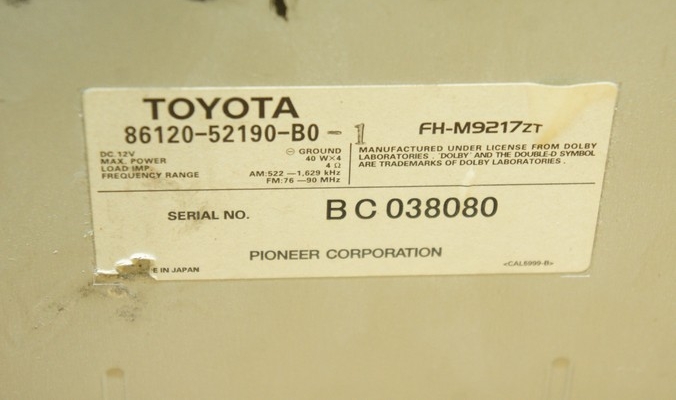 TOYOTA
86120-52190-B0-1
FH-M9217ZT
DC. 12V ⊖ GROUND
MAX. POWER 40 W×4
LOAD IMP. 4 Ω
FREQUENCY RANGE AM: 522 – 1,629 kHz
FM: 76 – 90 MHz
MANUFACTURED UNDER LICENSE FROM DOLBY
LABORATORIES. "DOLBY" AND THE DOUBLE-D SYMBOL
ARE TRADEMARKS OF DOLBY LABORATORIES.
SERIAL NO. BC 038080
PIONEER CORPORATION
E IN JAPAN
<CAL5999-B>